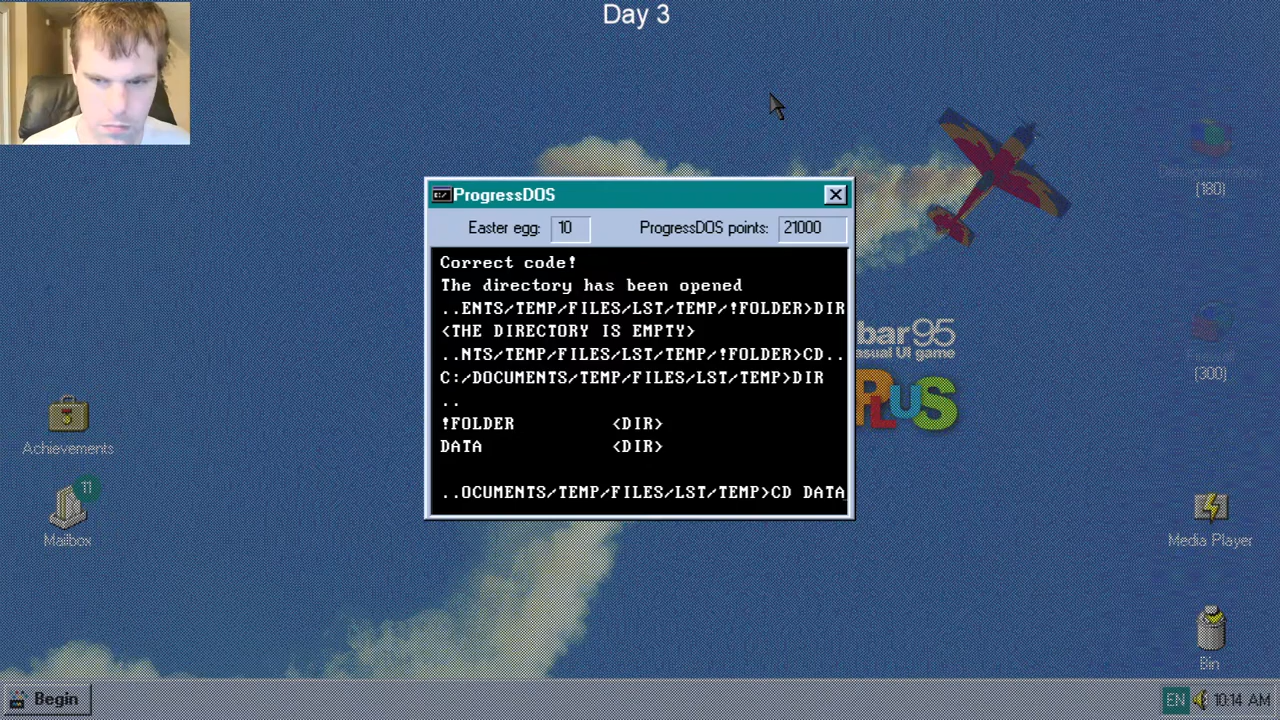 Day 3
ProgressDOS
Easter egg: 10 ProgressDOS points: 21000
Correct code!
The directory has been opened
..ENTS/TEMP/FILES/LST/TEMP/!FOLDER>DIR
<THE DIRECTORY IS EMPTY>
..NTS/TEMP/FILES/LST/TEMP/!FOLDER>CD..
C:/DOCUMENTS/TEMP/FILES/LST/TEMP>DIR
..
!FOLDER <DIR>
DATA <DIR>
..OCUMENTS/TEMP/FILES/LST/TEMP>CD DATA_
bar95
asual UI game
PLUS
(180)
(300)
Achievements
11
Mailbox
Media Player
Bin
Begin
EN 10:14 AM